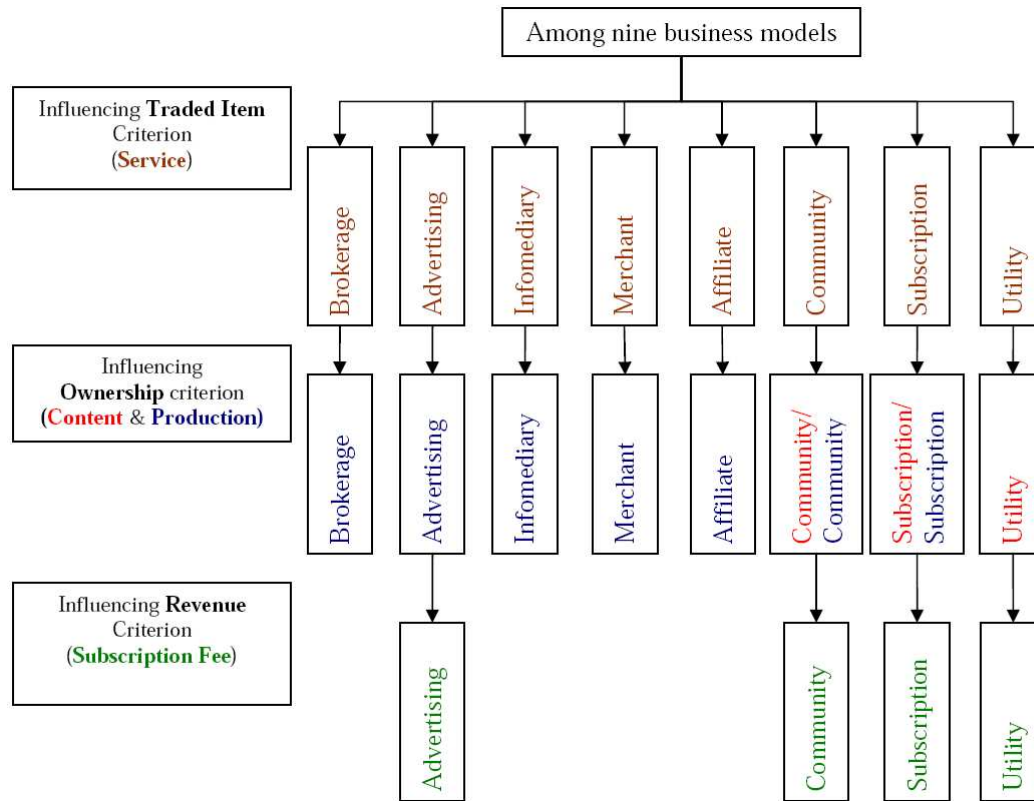 Among nine business models
Influencing Traded Item
Criterion
(Service)
Brokerage
Advertising
Infomediary
Merchant
Affiliate
Community
Subscription
Utility
Influencing
Ownership criterion
(Content & Production)
Brokerage
Advertising
Infomediary
Merchant
Affiliate
Community/
Community
Subscription/
Subscription
Utility
Influencing Revenue
Criterion
(Subscription Fee)
Advertising
Community
Subscription
Utility